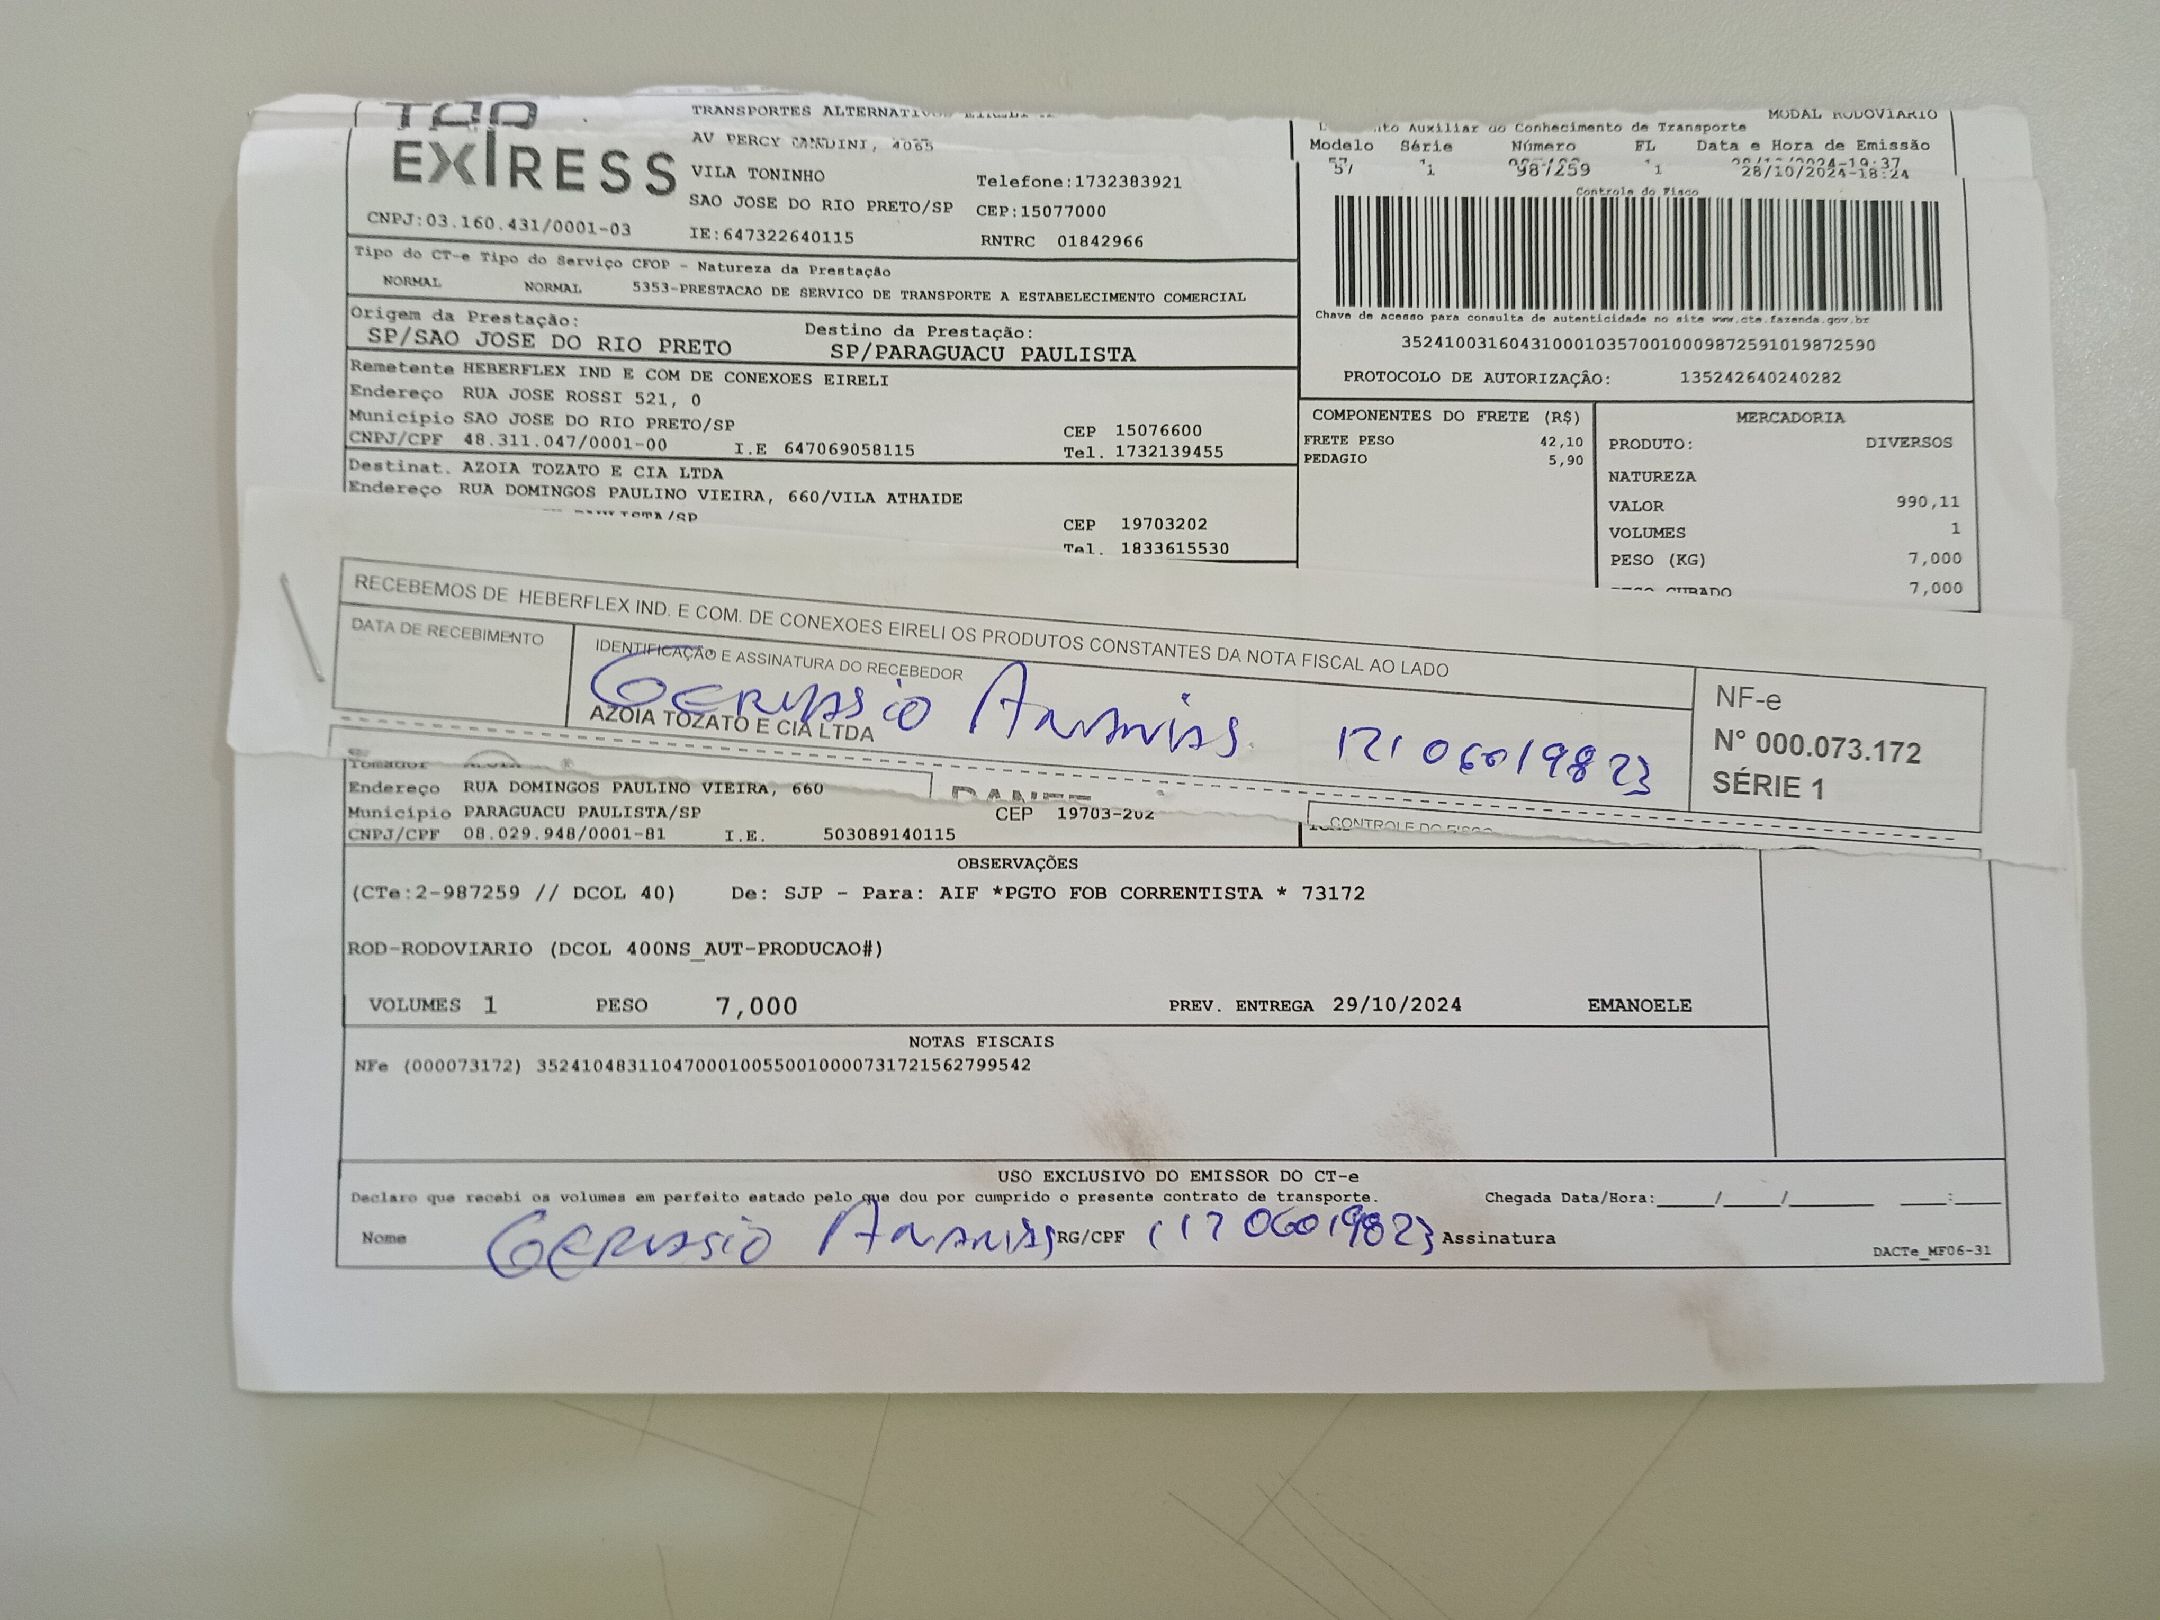 EXPRESS
TRANSPORTES
AV PERCY GANDINI, 4065
VILA TONINHO
Telefone:1732383921
SAO JOSE DO RIO PRETO/SP CEP:15077000
CNPJ:03.160.431/0001-03 IE:647322640115 RNTRC 01842966
MODAL RODOVIARIO
Auxiliar do Conhecimento de Transporte
Modelo Série Número FL Data e Hora de Emissão
57 1 987259 1 28/10/2024-18:24
Controle do Fisco
Chave de acesso para consulta de autenticidade no site www.cte.fazenda.gov.br
35241003160431000103570010009872591019872590
PROTOCOLO DE AUTORIZAÇÃO: 135242640240282
Tipo do CT-e Tipo do Serviço CFOP - Natureza da Prestação
NORMAL NORMAL 5353-PRESTACAO DE SERVICO DE TRANSPORTE A ESTABELECIMENTO COMERCIAL
Origem da Prestação: Destino da Prestação:
SP/SAO JOSE DO RIO PRETO SP/PARAGUACU PAULISTA
Remetente HEBERFLEX IND E COM DE CONEXOES EIRELI
Endereço RUA JOSE ROSSI 521, 0
Município SAO JOSE DO RIO PRETO/SP CEP 15076600
CNPJ/CPF 48.311.047/0001-00 I.E 647069058115 Tel. 1732139455
Destinat. AZOIA TOZATO E CIA LTDA
Endereço RUA DOMINGOS PAULINO VIEIRA, 660/VILA ATHAIDE
CEP 19703202
Tel. 1833615530
COMPONENTES DO FRETE (R$)
FRETE PESO 42,10
PEDAGIO 5,90
MERCADORIA
PRODUTO: DIVERSOS
NATUREZA
VALOR 990,11
VOLUMES 1
PESO (KG) 7,000
PESO CUBADO 7,000
RECEBEMOS DE HEBERFLEX IND. E COM. DE CONEXOES EIRELI OS PRODUTOS CONSTANTES DA NOTA FISCAL AO LADO
DATA DE RECEBIMENTO
IDENTIFICAÇÃO E ASSINATURA DO RECEBEDOR
GERVASIO ANANIAS
AZOIA TOZATO E CIA LTDA
NF-e
N° 000.073.172
SÉRIE 1
Tomador
Endereço RUA DOMINGOS PAULINO VIEIRA, 660
Município PARAGUACU PAULISTA/SP CEP 19703-202
CNPJ/CPF 08.029.948/0001-81 I.E. 503089140115
CONTROLE DO FISCO
OBSERVAÇÕES
(CTe:2-987259 // DCOL 40) De: SJP - Para: AIF *PGTO FOB CORRENTISTA * 73172
ROD-RODOVIARIO (DCOL 400NS_AUT-PRODUCAO#)
VOLUMES 1 PESO 7,000 PREV. ENTREGA 29/10/2024 EMANOELE
NOTAS FISCAIS
NFe (000073172) 35241048311047000100550010000731721562799542
USO EXCLUSIVO DO EMISSOR DO CT-e
Declaro que recebi os volumes em perfeito estado pelo que dou por cumprido o presente contrato de transporte. Chegada Data/Hora:____/____/______ ___:____
Nome GERVASIO ANANIAS RG/CPF Assinatura
DACTe_MF06-31